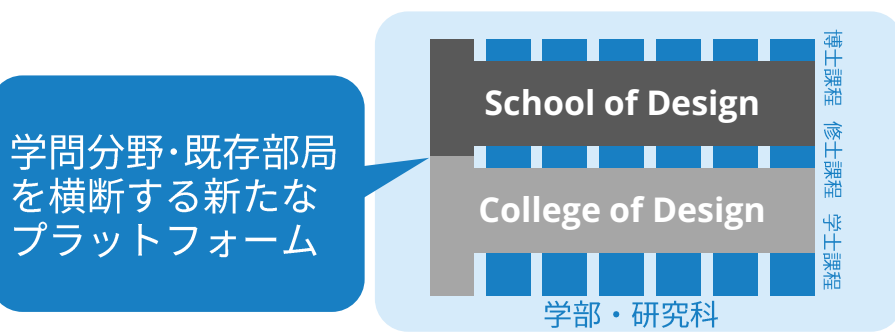 学問分野・既存部局
を横断する新たな
プラットフォーム
School of Design
College of Design
博士課程 修士課程 学士課程
学部・研究科